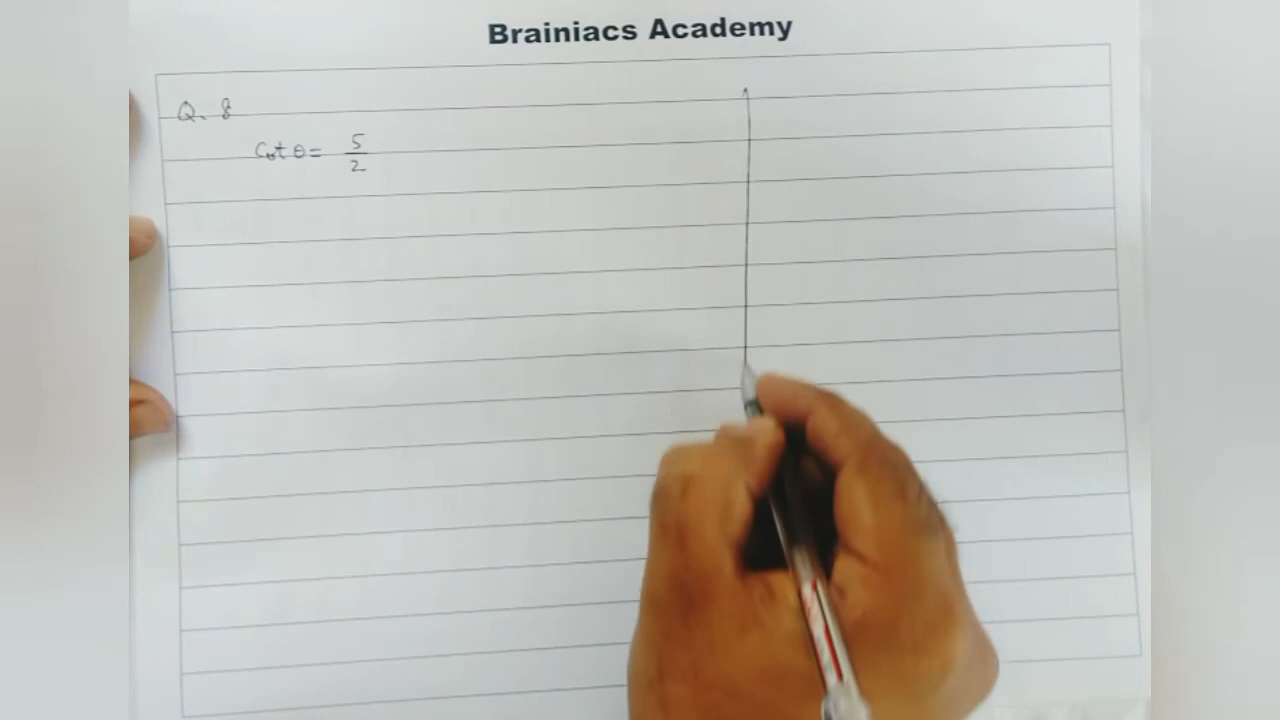 Brainiacs Academy
Q. 8
Cot θ = 5/2